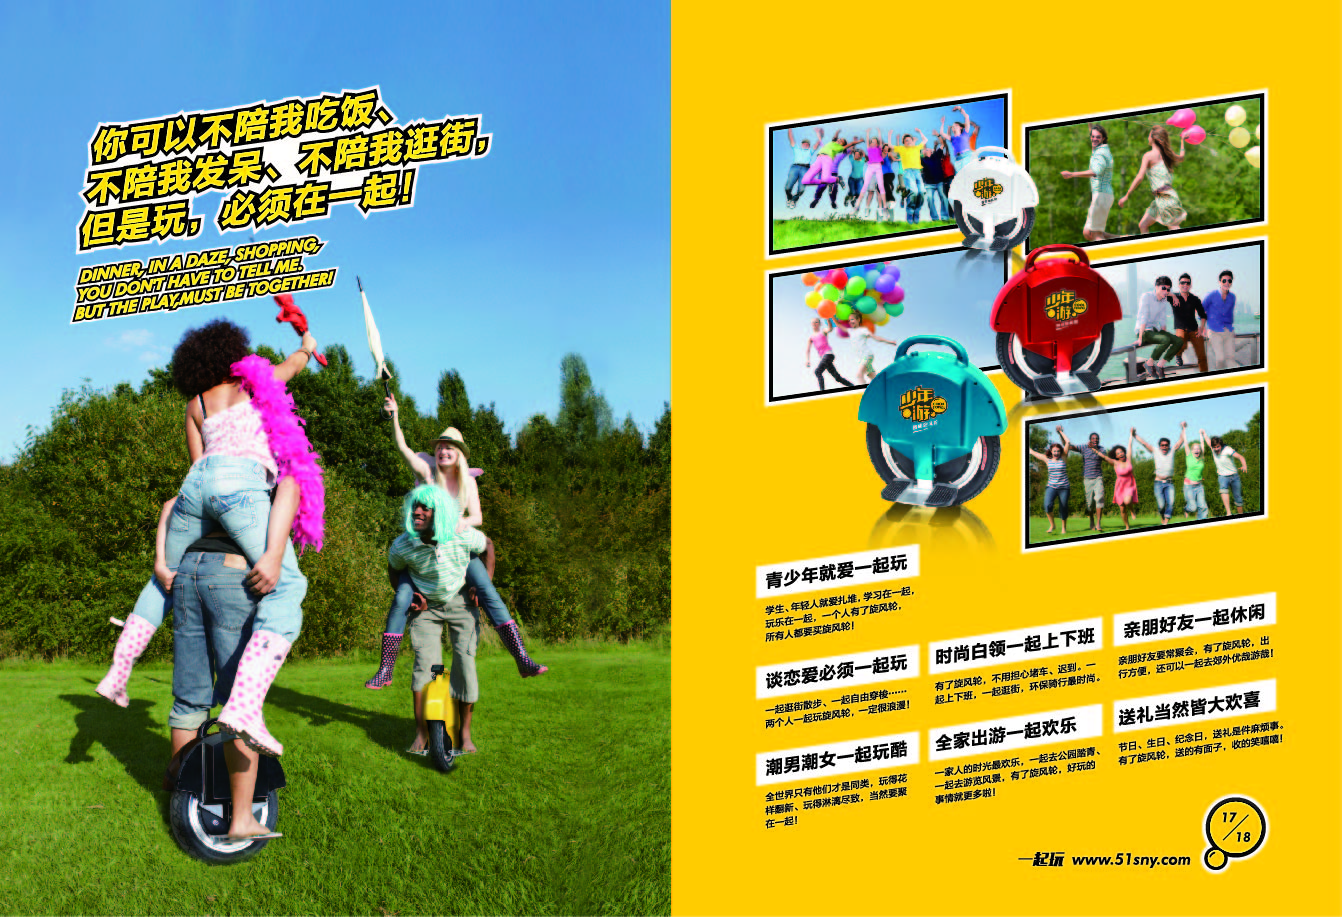 你可以不陪我吃饭、
不陪我发呆、不陪我逛街，
但是玩，必须在一起！
DINNER, IN A DAZE, SHOPPING,
YOU DON'T HAVE TO TELL ME.
BUT THE PLAY,MUST BE TOGETHER!
少年
游
少年
游
少年
游
青少年就爱一起玩
学生、年轻人就爱扎堆，学习在一起，
玩乐在一起，一个人有了旋风轮，
所有人都要买旋风轮！
谈恋爱必须一起玩
一起逛街散步、一起自由穿梭……
两个人一起玩旋风轮，一定很浪漫！
潮男潮女一起玩酷
全世界只有他们才是同类，玩得花
样翻新、玩得淋漓尽致，当然要聚
在一起！
时尚白领一起上下班
有了旋风轮，不用担心堵车、迟到。一
起上下班，一起逛街，环保骑行最时尚。
全家出游一起欢乐
一家人的时光最欢乐，一起去公园踏青、
一起去游览风景，有了旋风轮，好玩的
事情就更多啦！
亲朋好友一起休闲
亲朋好友要常聚会，有了旋风轮，出
行方便，还可以一起去郊外优哉游哉！
送礼当然皆大欢喜
节日、生日、纪念日，送礼是件麻烦事。
有了旋风轮，送的有面子，收的笑嘻嘻！
一起玩 www.51sny.com
17
18